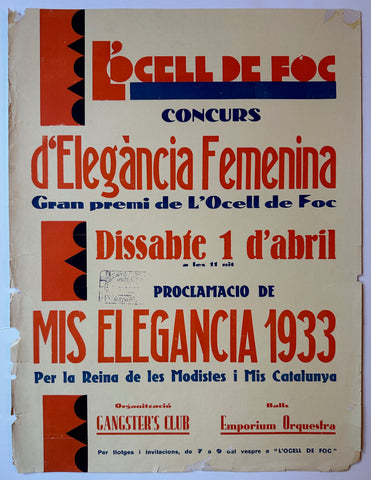 L'OCELL DE FOC
CONCURS
d'Elegància Femenina
Gran premi de L'Ocell de Foc
Dissabte 1 d'abril
a les 11 nit
PROCLAMACIO DE
MIS ELEGANCIA 1933
Per la Reina de les Modistes i Mis Catalunya
Organització
GANGSTER'S CLUB
Balls
Emporium Orquestra
Per llotges i invitacions, de 7 a 9 cal vespre a "L'OCELL DE FOC"